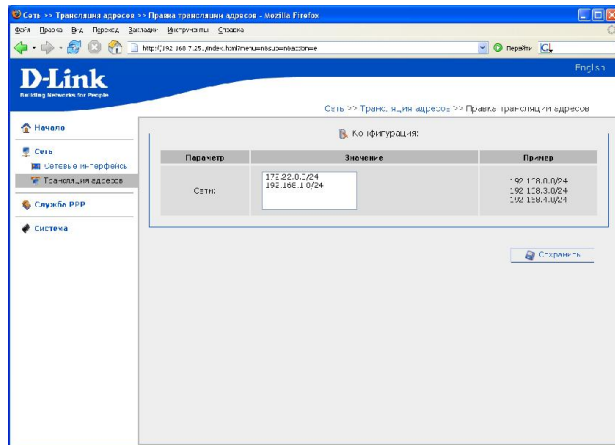 Сеть >> Трансляция адресов >> Правка трансляции адресов - Mozilla Firefox
Файл Правка Вид Переход Закладки Инструменты Справка
Перейти
English
D-Link
Building Networks for People
Сеть >> Трансляция адресов >> Правка трансляции адресов
Начало
Сеть
Сетевые интерфейсы
Трансляция адресов
Служба PPP
Система
Конфигурация:
Параметр Значение Пример
Сети:
172.22.0.0/24
192.168.1.0/24
192.168.0.0/24
192.168.3.0/24
192.168.4.0/24
Сохранить